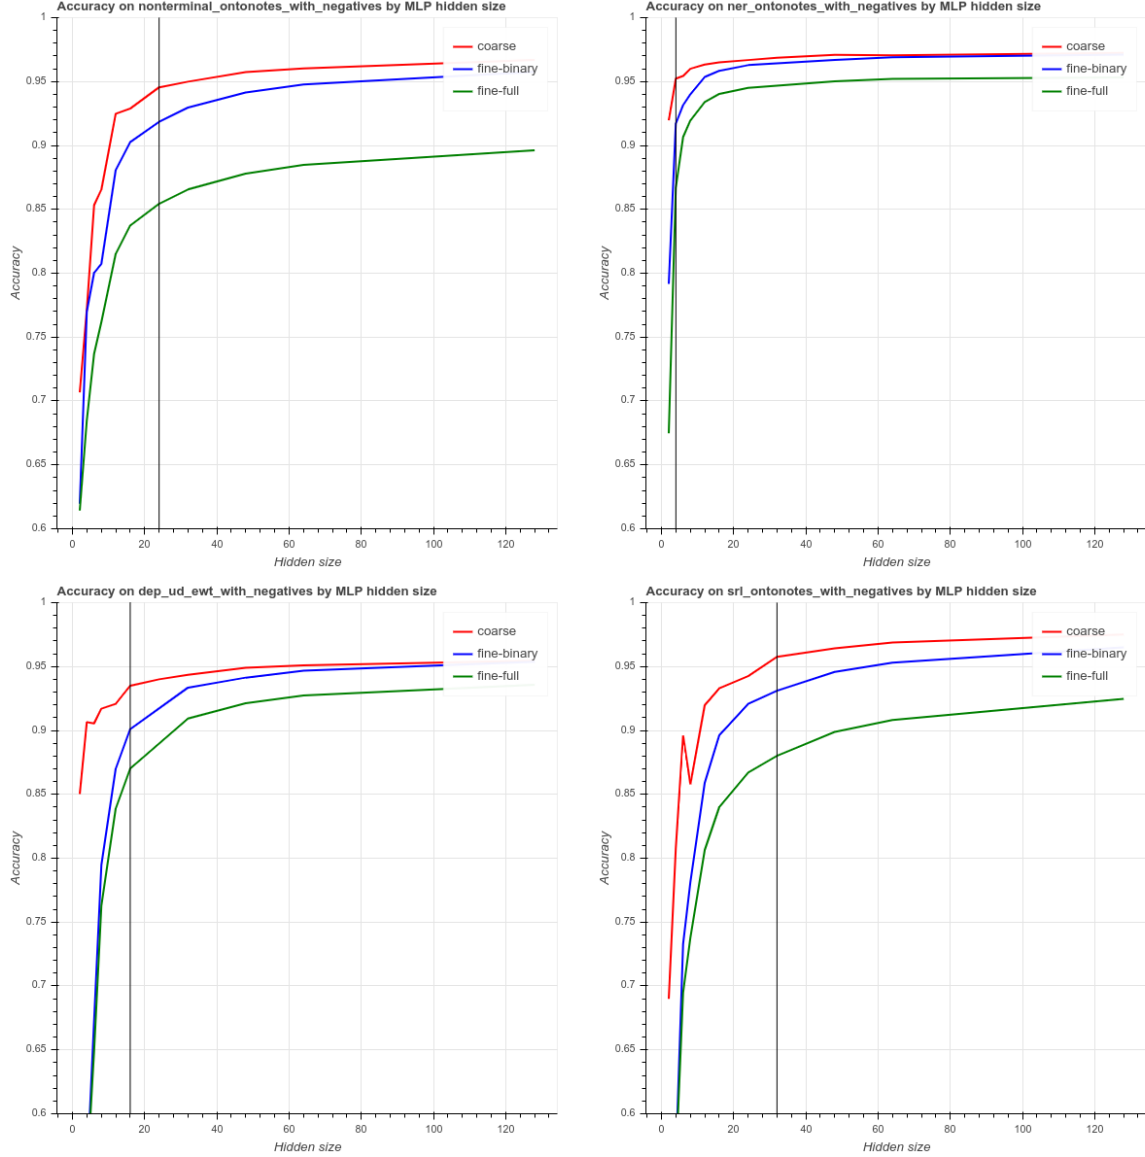 Accuracy on nonterminal_ontonotes_with_negatives by MLP hidden size
1
0.95
0.9
0.85
0.8
0.75
0.7
0.65
0.6
Accuracy
coarse
fine-binary
fine-full
0 20 40 60 80 100 120
Hidden size
Accuracy on ner_ontonotes_with_negatives by MLP hidden size
1
0.95
0.9
0.85
0.8
0.75
0.7
0.65
0.6
Accuracy
coarse
fine-binary
fine-full
0 20 40 60 80 100 120
Hidden size
Accuracy on dep_ud_ewt_with_negatives by MLP hidden size
1
0.95
0.9
0.85
0.8
0.75
0.7
0.65
0.6
Accuracy
coarse
fine-binary
fine-full
0 20 40 60 80 100 120
Hidden size
Accuracy on srl_ontonotes_with_negatives by MLP hidden size
1
0.95
0.9
0.85
0.8
0.75
0.7
0.65
0.6
Accuracy
coarse
fine-binary
fine-full
0 20 40 60 80 100 120
Hidden size